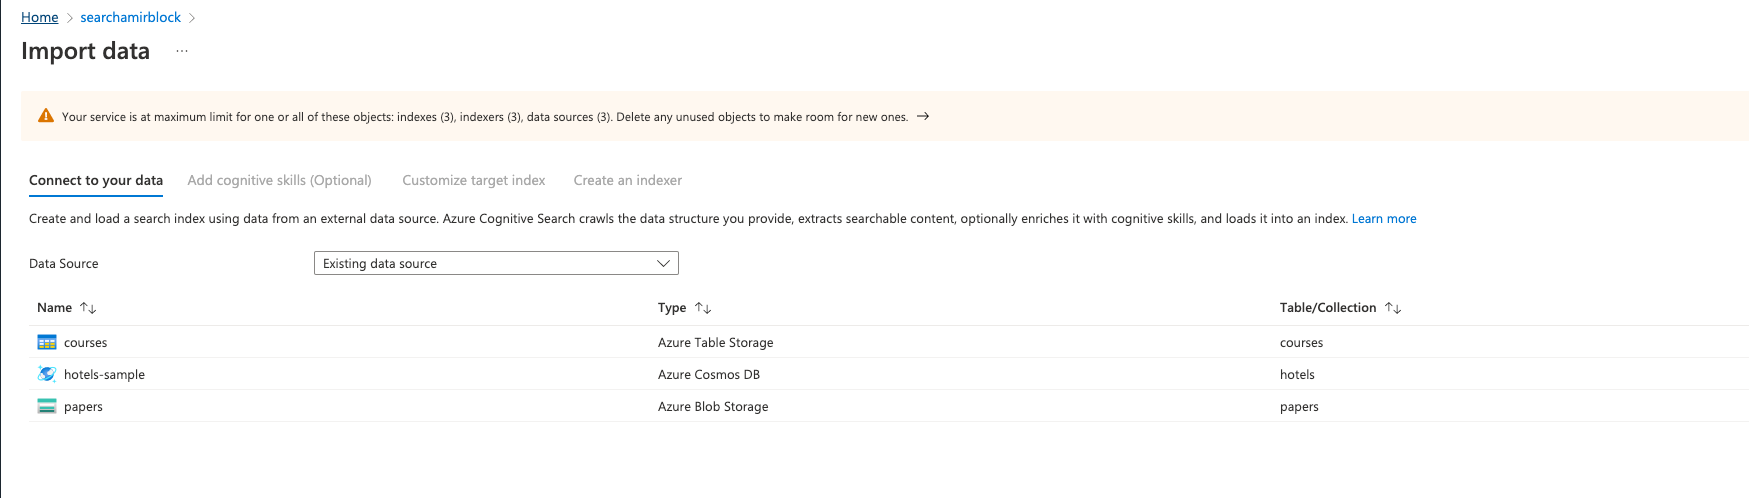 Home > searchamirblock >
Import data ...
Your service is at maximum limit for one or all of these objects: indexes (3), indexers (3), data sources (3). Delete any unused objects to make room for new ones. →
Connect to your data Add cognitive skills (Optional) Customize target index Create an indexer
Create and load a search index using data from an external data source. Azure Cognitive Search crawls the data structure you provide, extracts searchable content, optionally enriches it with cognitive skills, and loads it into an index. Learn more
Data Source Existing data source
Name ↑↓ Type ↑↓ Table/Collection ↑↓
courses Azure Table Storage courses
hotels-sample Azure Cosmos DB hotels
papers Azure Blob Storage papers